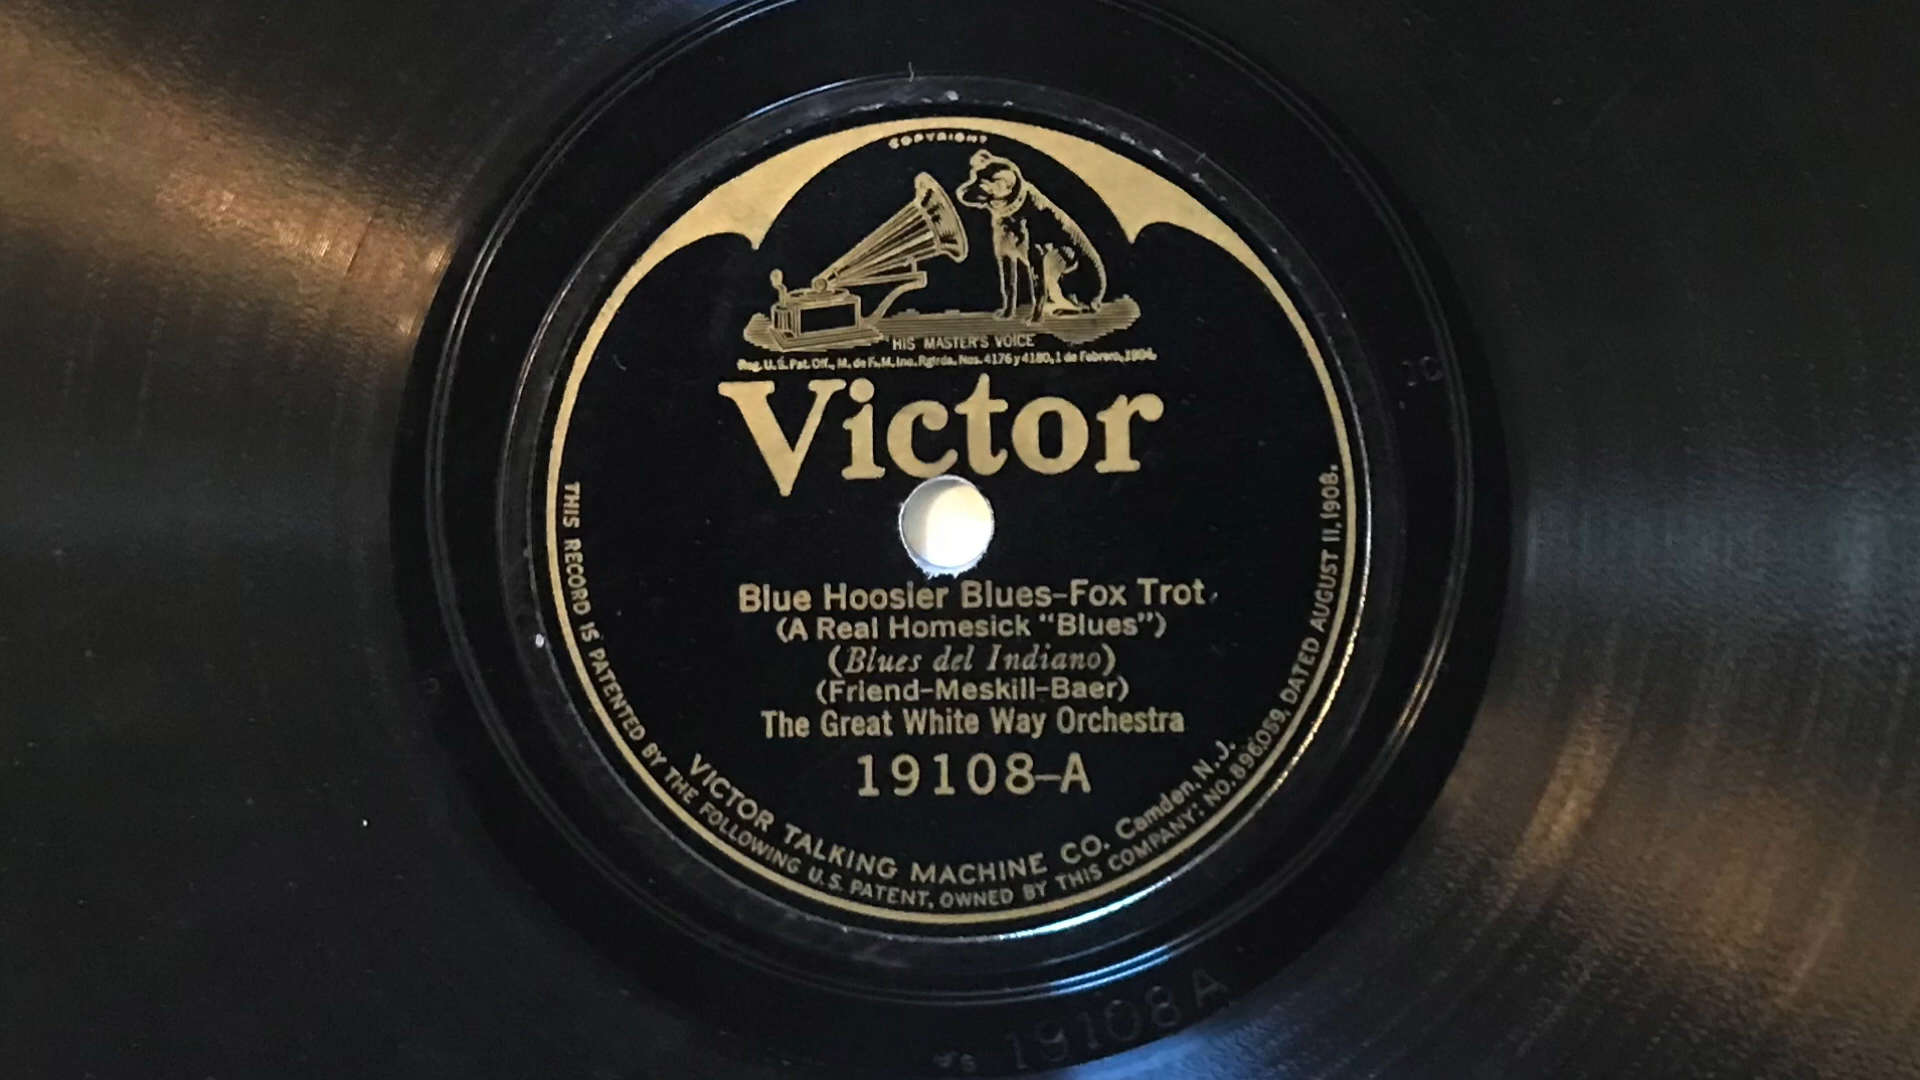 COPYRIGHT
HIS MASTER'S VOICE
Reg. U.S. Pat. Off., M. de F., M. Ind. Rgtrda. Nos. 4176 y 4180, 1 de Febrero, 1904.
Victor
Blue Hoosier Blues–Fox Trot
(A Real Homesick "Blues")
(Blues del Indiano)
(Friend–Meskill–Baer)
The Great White Way Orchestra
19108–A
VICTOR TALKING MACHINE CO. Camden, N. J.
THIS RECORD IS PATENTED BY THE FOLLOWING U.S. PATENT, OWNED BY THIS COMPANY: NO. 896,059, DATED AUGUST 11, 1908.
19108 A